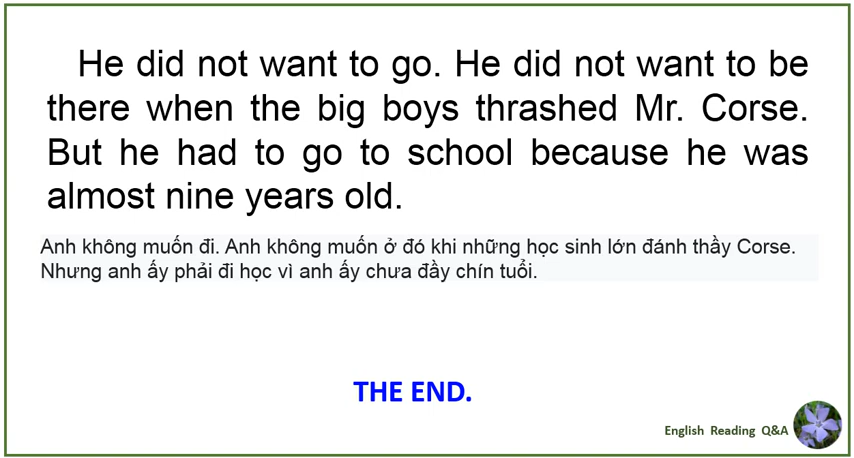 He did not want to go. He did not want to be
there when the big boys thrashed Mr. Corse.
But he had to go to school because he was
almost nine years old.
Anh không muốn đi. Anh không muốn ở đó khi những học sinh lớn đánh thầy Corse.
Nhưng anh ấy phải đi học vì anh ấy chưa đầy chín tuổi.
THE END.
English Reading Q&A